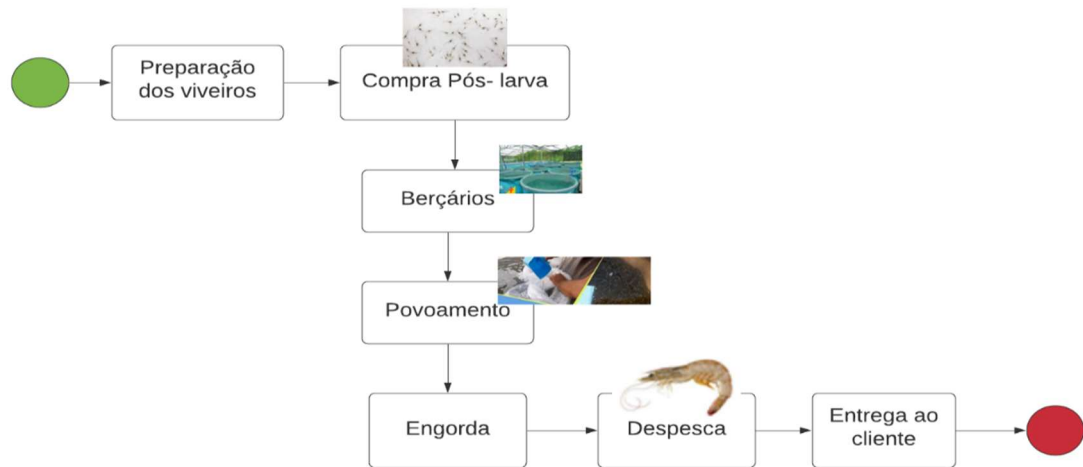 Preparação
dos viveiros
Compra Pós- larva
Berçários
Povoamento
Engorda
Despesca
Entrega ao
cliente